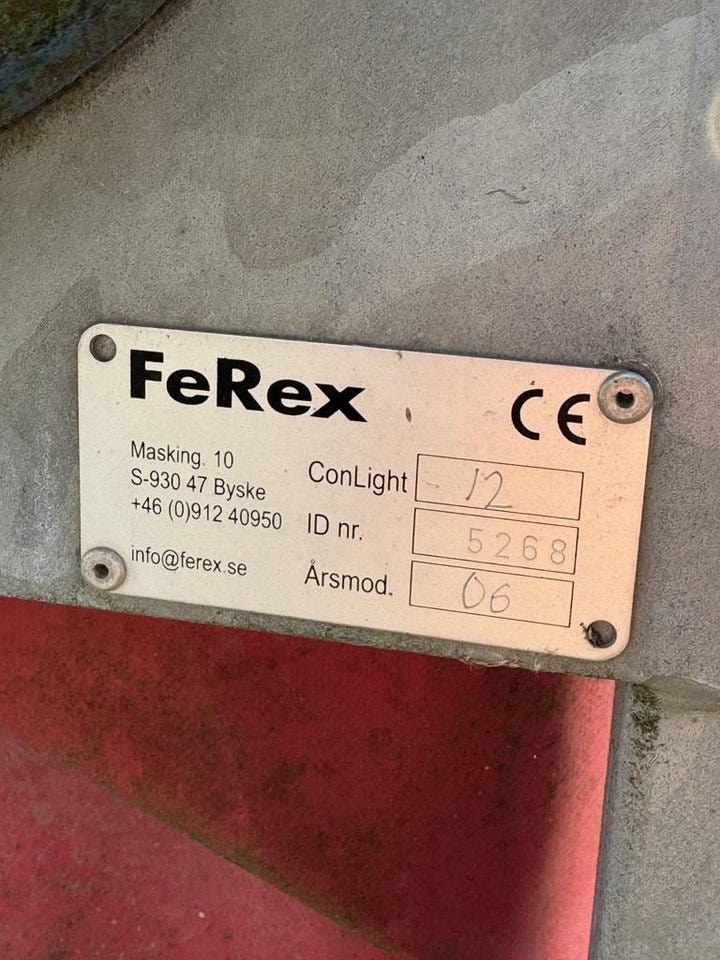 FeRex
CE
Masking. 10
S-930 47 Byske
+46 (0)912 40950
info@ferex.se
ConLight 12
ID nr. 5268
Årsmod. 06